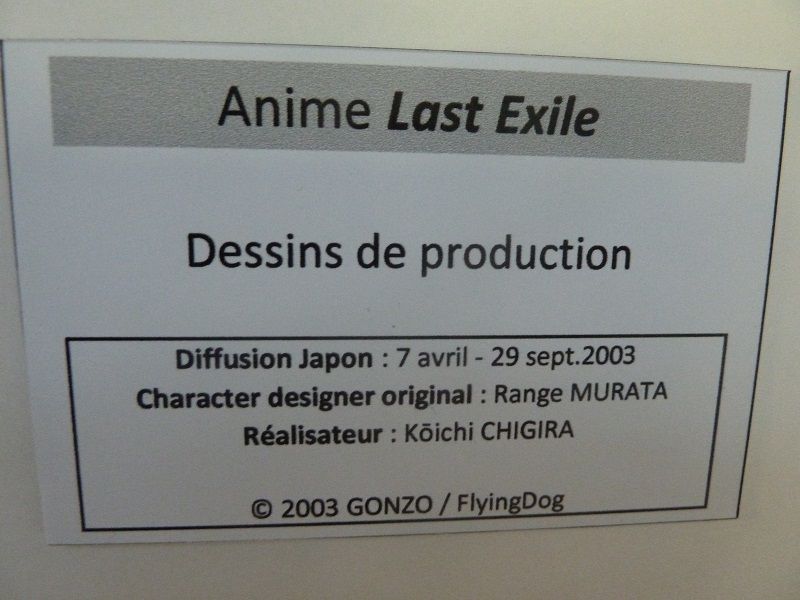 Anime Last Exile
Dessins de production
Diffusion Japon : 7 avril - 29 sept.2003
Character designer original : Range MURATA
Réalisateur : Kōichi CHIGIRA
© 2003 GONZO / FlyingDog